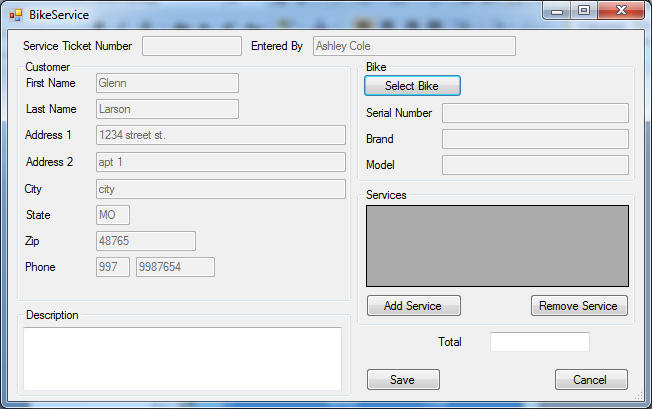 BikeService
Service Ticket Number Entered By Ashley Cole
Customer
First Name Glenn
Last Name Larson
Address 1 1234 street st.
Address 2 apt 1
City city
State MO
Zip 48765
Phone 997 9987654
Description
Bike
Select Bike
Serial Number
Brand
Model
Services
Add Service Remove Service
Total
Save Cancel